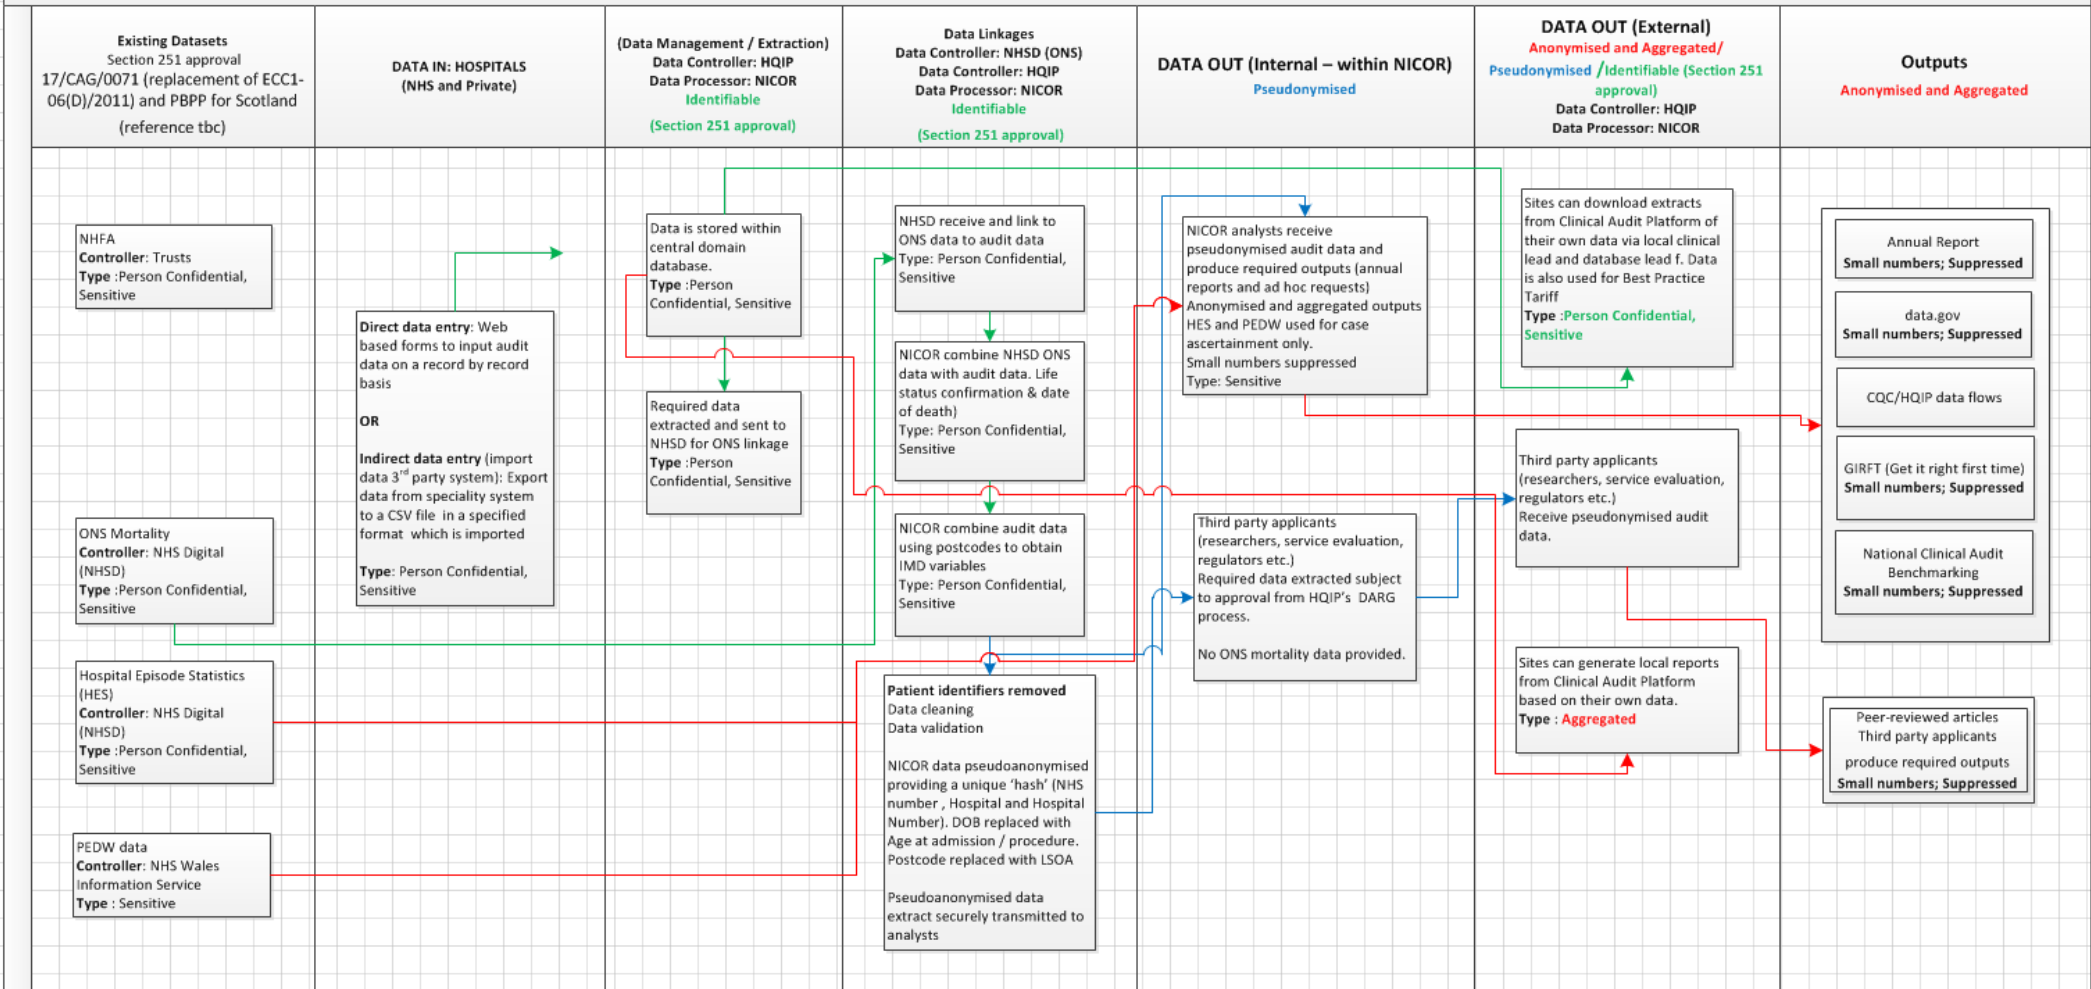 Existing Datasets
Section 251 approval
17/CAG/0071 (replacement of ECC1-
06(D)/2011) and PBPP for Scotland
(reference tbc)
DATA IN: HOSPITALS
(NHS and Private)
(Data Management / Extraction)
Data Controller: HQIP
Data Processor: NICOR
Identifiable
(Section 251 approval)
Data Linkages
Data Controller: NHSD (ONS)
Data Controller: HQIP
Data Processor: NICOR
Identifiable
(Section 251 approval)
DATA OUT (Internal – within NICOR)
Pseudonymised
DATA OUT (External)
Anonymised and Aggregated/
Pseudonymised /Identifiable (Section 251
approval)
Data Controller: HQIP
Data Processor: NICOR
Outputs
Anonymised and Aggregated
NHFA
Controller: Trusts
Type :Person Confidential,
Sensitive
ONS Mortality
Controller: NHS Digital
(NHSD)
Type :Person Confidential,
Sensitive
Hospital Episode Statistics
(HES)
Controller: NHS Digital
(NHSD)
Type :Person Confidential,
Sensitive
PEDW data
Controller: NHS Wales
Information Service
Type : Sensitive
Direct data entry: Web
based forms to input audit
data on a record by record
basis
OR
Indirect data entry (import
data 3rd party system): Export
data from speciality system
to a CSV file in a specified
format which is imported
Type: Person Confidential,
Sensitive
Data is stored within
central domain
database.
Type :Person
Confidential, Sensitive
Required data
extracted and sent to
NHSD for ONS linkage
Type :Person
Confidential, Sensitive
NHSD receive and link to
ONS data to audit data
Type: Person Confidential,
Sensitive
NICOR combine NHSD ONS
data with audit data. Life
status confirmation & date
of death)
Type: Person Confidential,
Sensitive
NICOR combine audit data
using postcodes to obtain
IMD variables
Type: Person Confidential,
Sensitive
Patient identifiers removed
Data cleaning
Data validation
NICOR data pseudoanonymised
providing a unique ‘hash’ (NHS
number , Hospital and Hospital
Number). DOB replaced with
Age at admission / procedure.
Postcode replaced with LSOA
Pseudoanonymised data
extract securely transmitted to
analysts
NICOR analysts receive
pseudonymised audit data and
produce required outputs (annual
reports and ad hoc requests)
Anonymised and aggregated outputs
HES and PEDW used for case
ascertainment only.
Small numbers suppressed
Type: Sensitive
Third party applicants
(researchers, service evaluation,
regulators etc.)
Required data extracted subject
to approval from HQIP’s DARG
process.
No ONS mortality data provided.
Sites can download extracts
from Clinical Audit Platform of
their own data via local clinical
lead and database lead f. Data
is also used for Best Practice
Tariff
Type :Person Confidential,
Sensitive
Third party applicants
(researchers, service evaluation,
regulators etc.)
Receive pseudonymised audit
data.
Sites can generate local reports
from Clinical Audit Platform
based on their own data.
Type : Aggregated
Annual Report
Small numbers; Suppressed
data.gov
Small numbers; Suppressed
CQC/HQIP data flows
GIRFT (Get it right first time)
Small numbers; Suppressed
National Clinical Audit
Benchmarking
Small numbers; Suppressed
Peer-reviewed articles
Third party applicants
produce required outputs
Small numbers; Suppressed